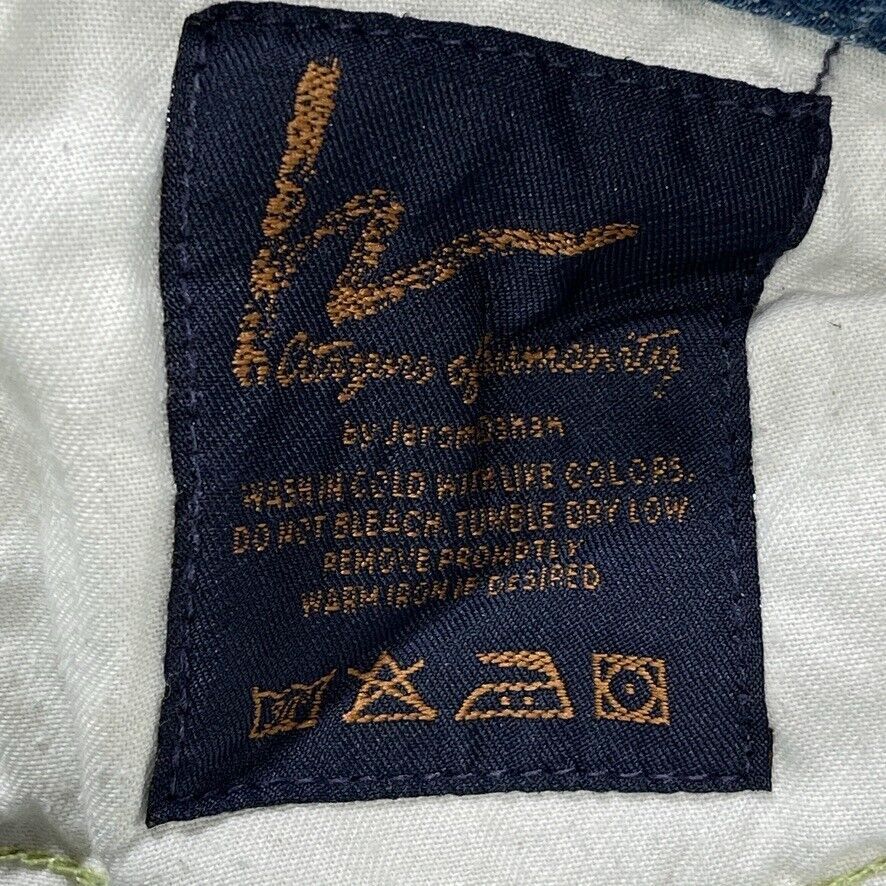 h
Citizens of humanity
BY Jerome Dahan
WASH IN COLD WITH LIKE COLORS.
DO NOT BLEACH. TUMBLE DRY LOW
REMOVE PROMPTLY
WARM IRON IF DESIRED